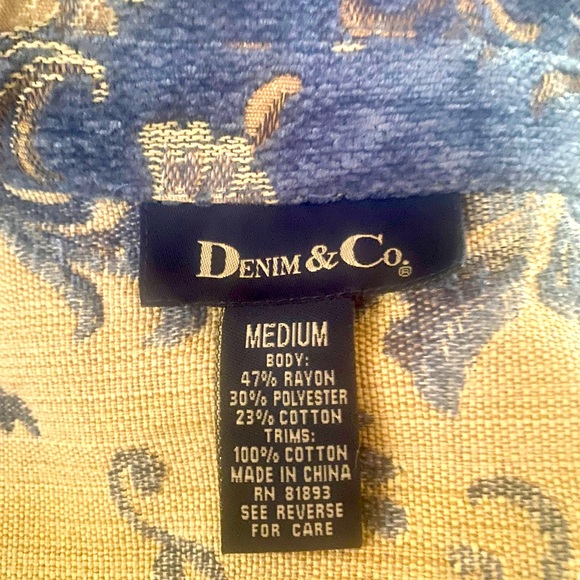 DENIM & CO.®
MEDIUM
BODY:
47% RAYON
30% POLYESTER
23% COTTON
TRIMS:
100% COTTON
MADE IN CHINA
RN 81893
SEE REVERSE
FOR CARE